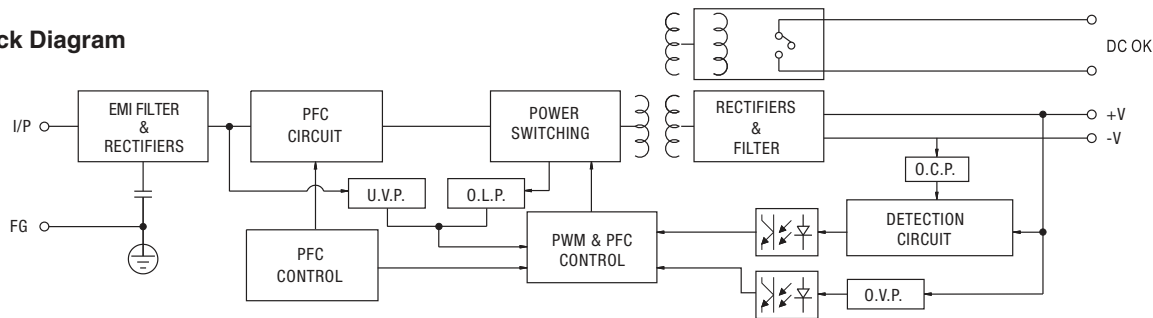 ck Diagram
DC OK
I/P
EMI FILTER
&
RECTIFIERS
PFC
CIRCUIT
POWER
SWITCHING
RECTIFIERS
&
FILTER
+V
-V
U.V.P.
O.L.P.
O.C.P.
FG
PFC
CONTROL
PWM & PFC
CONTROL
DETECTION
CIRCUIT
O.V.P.